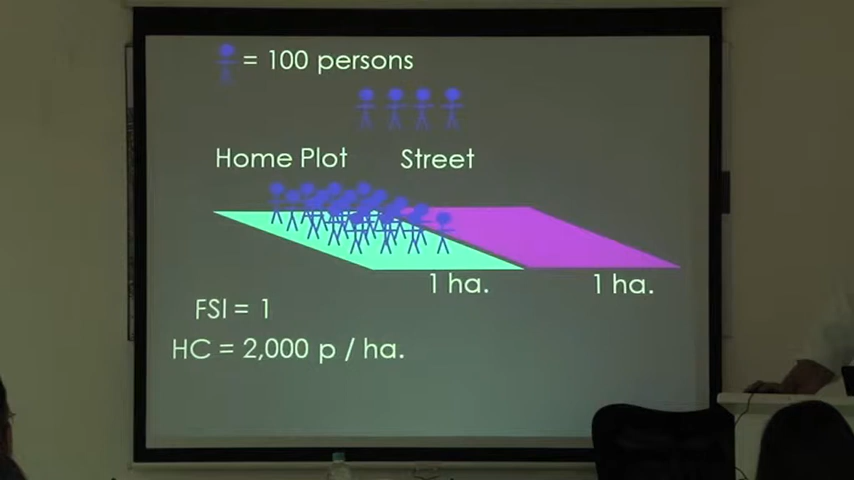 = 100 persons
Home Plot Street
1 ha. 1 ha.
FSI = 1
HC = 2,000 p / ha.